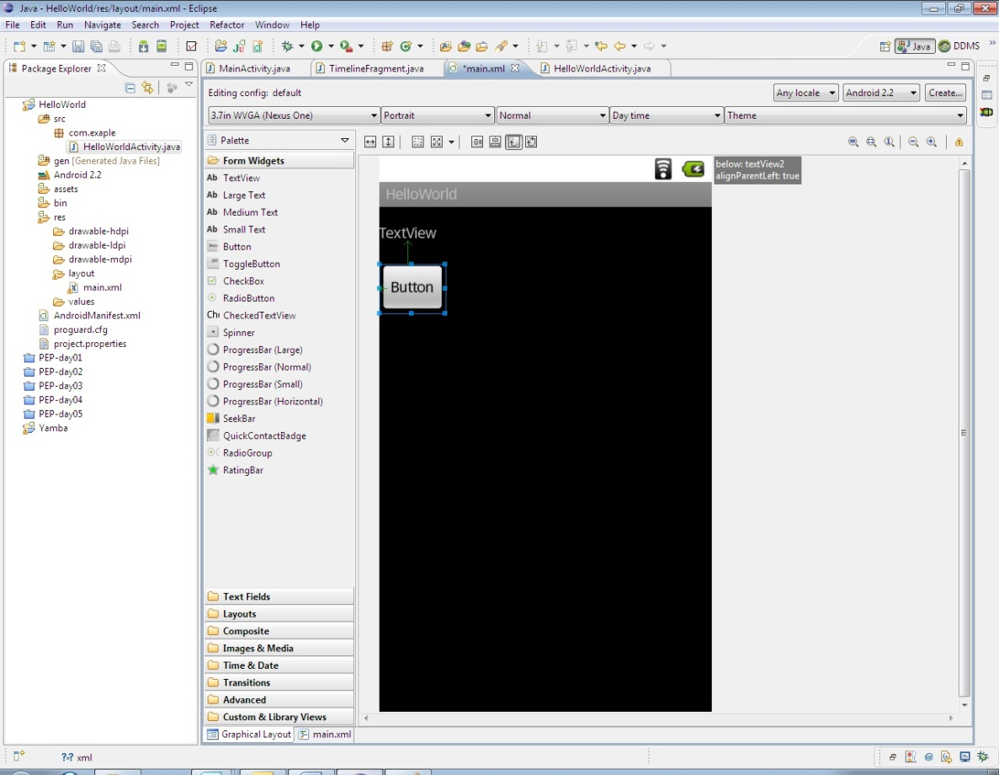 Java - HelloWorld/res/layout/main.xml - Eclipse
File Edit Run Navigate Search Project Refactor Window Help
Java DDMS
Package Explorer
MainActivity.java TimelineFragment.java *main.xml HelloWorldActivity.java
Editing config: default
Any locale Android 2.2 Create...
3.7in WVGA (Nexus One) Portrait Normal Day time Theme
HelloWorld
src
com.exaple
HelloWorldActivity.java
gen [Generated Java Files]
Android 2.2
assets
bin
res
drawable-hdpi
drawable-ldpi
drawable-mdpi
layout
main.xml
values
AndroidManifest.xml
proguard.cfg
project.properties
PEP-day01
PEP-day02
PEP-day03
PEP-day04
PEP-day05
Yamba
Palette
Form Widgets
Ab TextView
Ab Large Text
Ab Medium Text
Ab Small Text
Button
ToggleButton
CheckBox
RadioButton
CheckedTextView
Spinner
ProgressBar (Large)
ProgressBar (Normal)
ProgressBar (Small)
ProgressBar (Horizontal)
SeekBar
QuickContactBadge
RadioGroup
RatingBar
Text Fields
Layouts
Composite
Images & Media
Time & Date
Transitions
Advanced
Custom & Library Views
Graphical Layout main.xml
below: textView2
alignParentLeft: true
HelloWorld
TextView
Button
xml